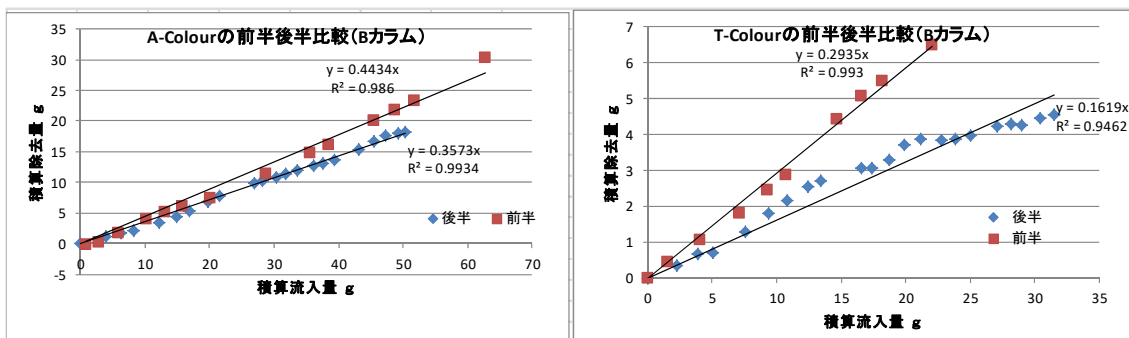 A-Colourの前半後半比較(Bカラム)
35
30
25
20
15
10
5
0
-5
y = 0.4434x
R² = 0.986
y = 0.3573x
R² = 0.9934
後半
前半
0 10 20 30 40 50 60 70
積算流入量 g
積算除去量 g
T-Colourの前半後半比較(Bカラム)
7
6
5
4
3
2
1
0
y = 0.2935x
R² = 0.993
y = 0.1619x
R² = 0.9462
後半
前半
0 5 10 15 20 25 30 35
積算流入量 g
積算除去量 g